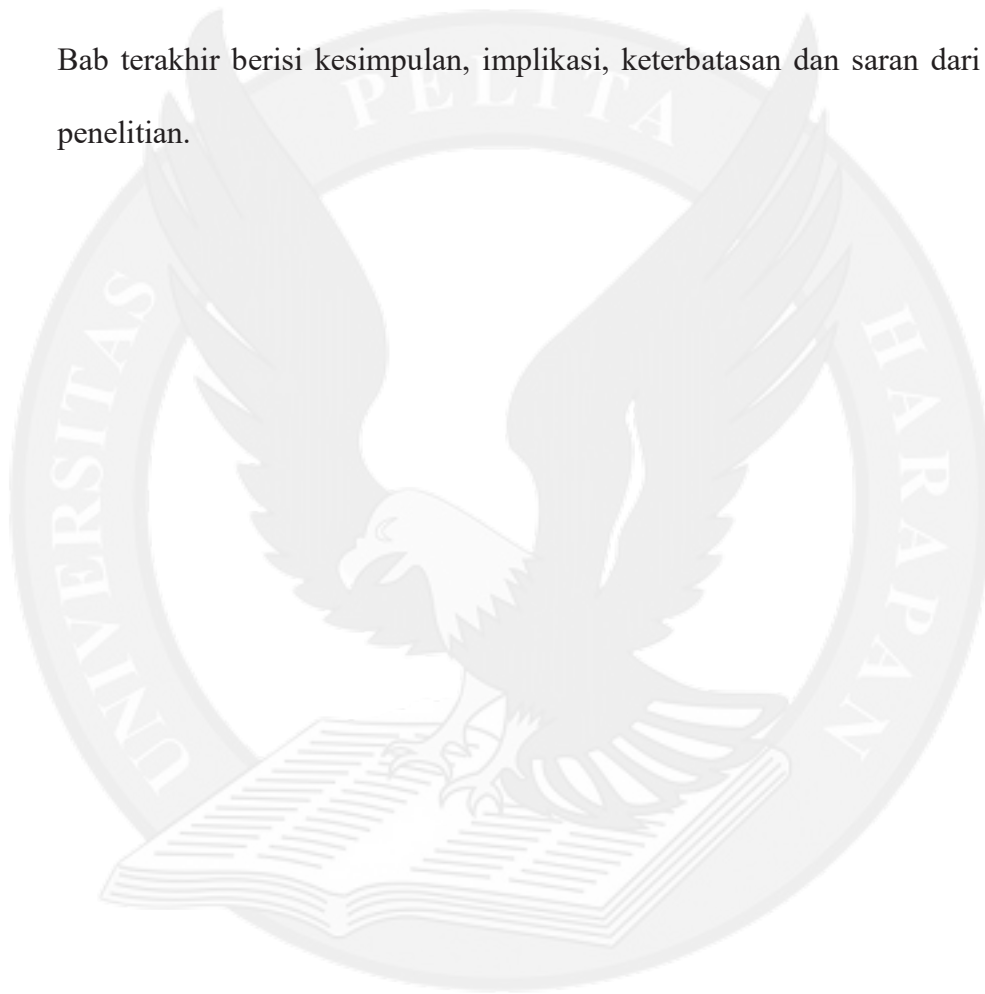 Bab terakhir berisi kesimpulan, implikasi, keterbatasan dan saran dari
penelitian.
UNIVERSITAS PELITA HARAPAN